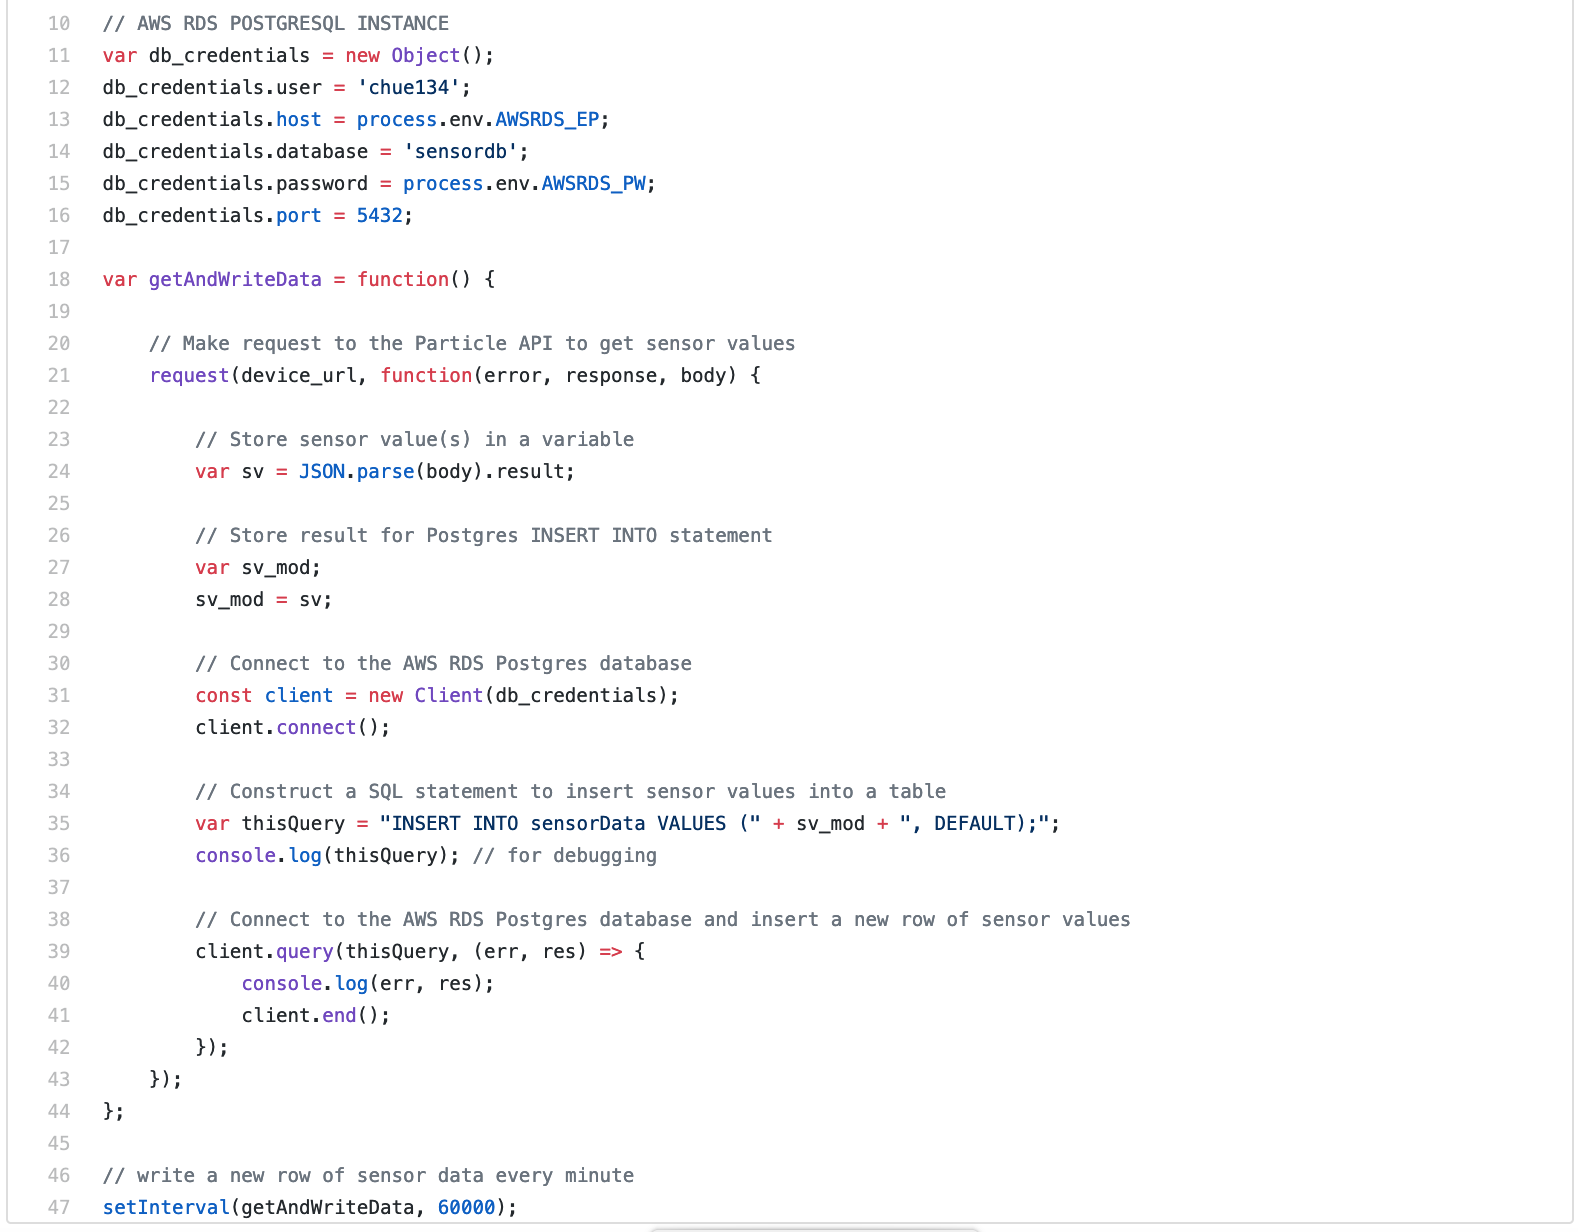 10 // AWS RDS POSTGRESQL INSTANCE
11 var db_credentials = new Object();
12 db_credentials.user = 'chue134';
13 db_credentials.host = process.env.AWSRDS_EP;
14 db_credentials.database = 'sensordb';
15 db_credentials.password = process.env.AWSRDS_PW;
16 db_credentials.port = 5432;
17
18 var getAndWriteData = function() {
19
20     // Make request to the Particle API to get sensor values
21     request(device_url, function(error, response, body) {
22
23         // Store sensor value(s) in a variable
24         var sv = JSON.parse(body).result;
25
26         // Store result for Postgres INSERT INTO statement
27         var sv_mod;
28         sv_mod = sv;
29
30         // Connect to the AWS RDS Postgres database
31         const client = new Client(db_credentials);
32         client.connect();
33
34         // Construct a SQL statement to insert sensor values into a table
35         var thisQuery = "INSERT INTO sensorData VALUES (" + sv_mod + ", DEFAULT);";
36         console.log(thisQuery); // for debugging
37
38         // Connect to the AWS RDS Postgres database and insert a new row of sensor values
39         client.query(thisQuery, (err, res) => {
40             console.log(err, res);
41             client.end();
42         });
43     });
44 };
45
46 // write a new row of sensor data every minute
47 setInterval(getAndWriteData, 60000);